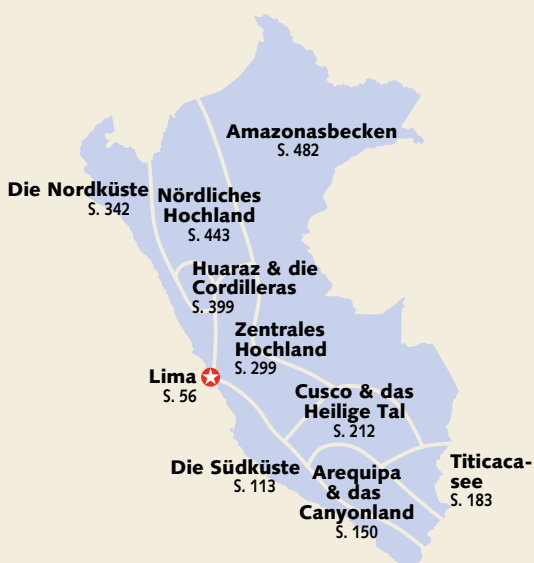 Amazonasbecken
S. 482
Die Nordküste
S. 342
Nördliches
Hochland
S. 443
Huaraz & die
Cordilleras
S. 399
Zentrales
Hochland
S. 299
Lima
S. 56
Cusco & das
Heilige Tal
S. 212
Die Südküste
S. 113
Arequipa
& das
Canyonland
S. 150
Titicaca-
see
S. 183